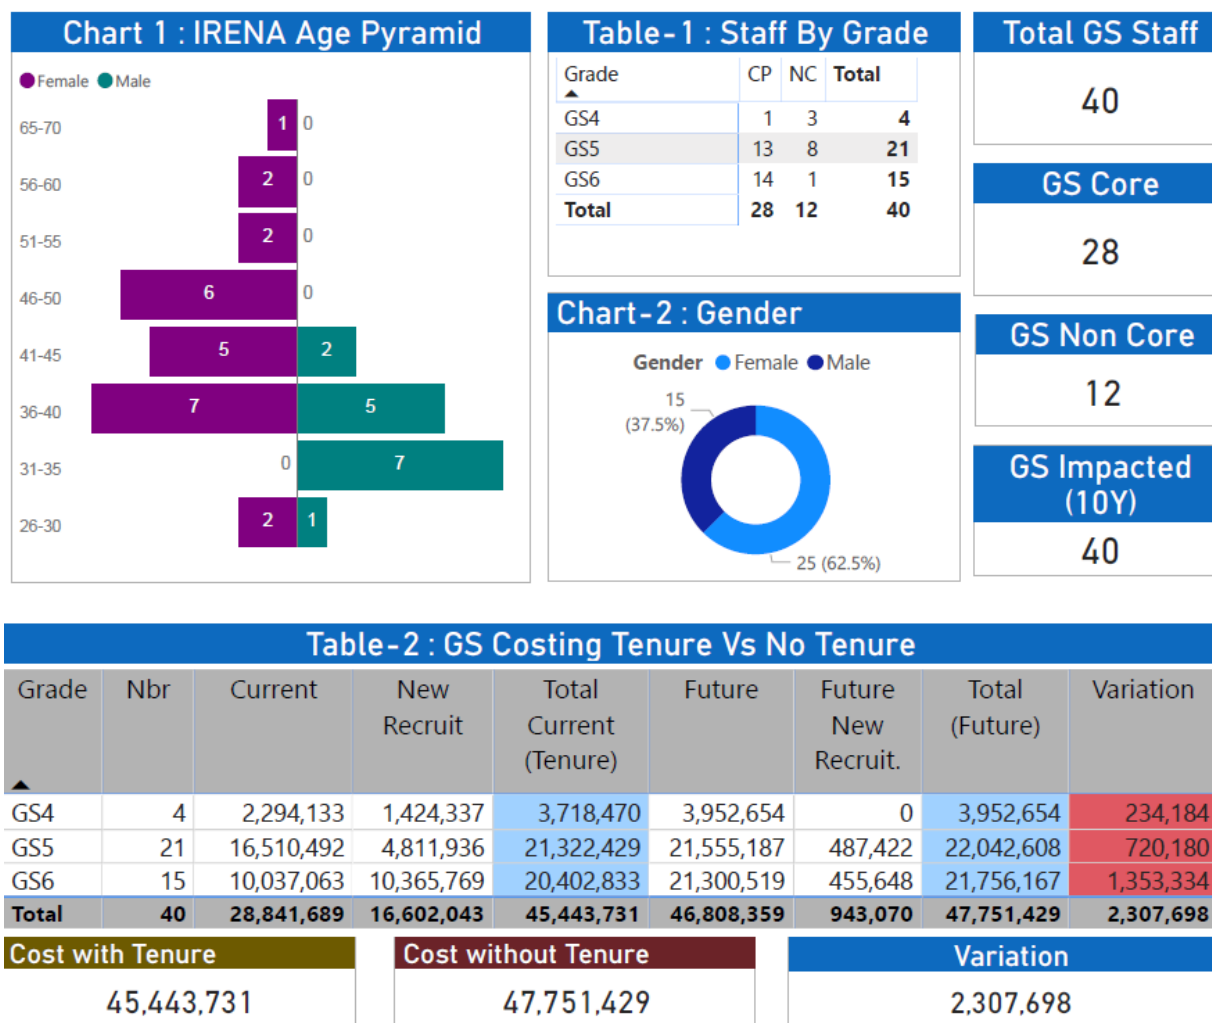 Chart 1 : IRENA Age Pyramid
Female Male
65-70 1 0
56-60 2 0
51-55 2 0
46-50 6 0
41-45 5 2
36-40 7 5
31-35 0 7
26-30 2 1
Table-1 : Staff By Grade
Grade CP NC Total
GS4 1 3 4
GS5 13 8 21
GS6 14 1 15
Total 28 12 40
Chart-2 : Gender
Gender Female Male
15
(37.5%)
25 (62.5%)
Total GS Staff
40
GS Core
28
GS Non Core
12
GS Impacted
(10Y)
40
Table-2 : GS Costing Tenure Vs No Tenure
Grade Nbr Current New Total Future Future Total Variation
Recruit Current New (Future)
(Tenure) Recruit.
GS4 4 2,294,133 1,424,337 3,718,470 3,952,654 0 3,952,654 234,184
GS5 21 16,510,492 4,811,936 21,322,429 21,555,187 487,422 22,042,608 720,180
GS6 15 10,037,063 10,365,769 20,402,833 21,300,519 455,648 21,756,167 1,353,334
Total 40 28,841,689 16,602,043 45,443,731 46,808,359 943,070 47,751,429 2,307,698
Cost with Tenure Cost without Tenure Variation
45,443,731 47,751,429 2,307,698